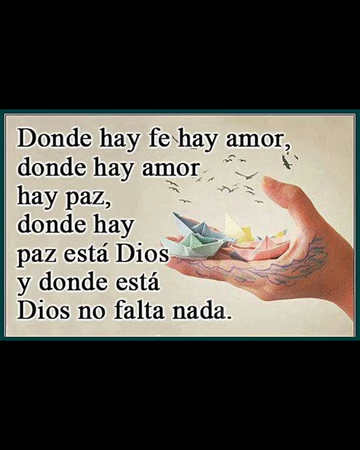 Donde hay fe hay amor,
donde hay amor
hay paz,
donde hay
paz está Dios
y donde está
Dios no falta nada.